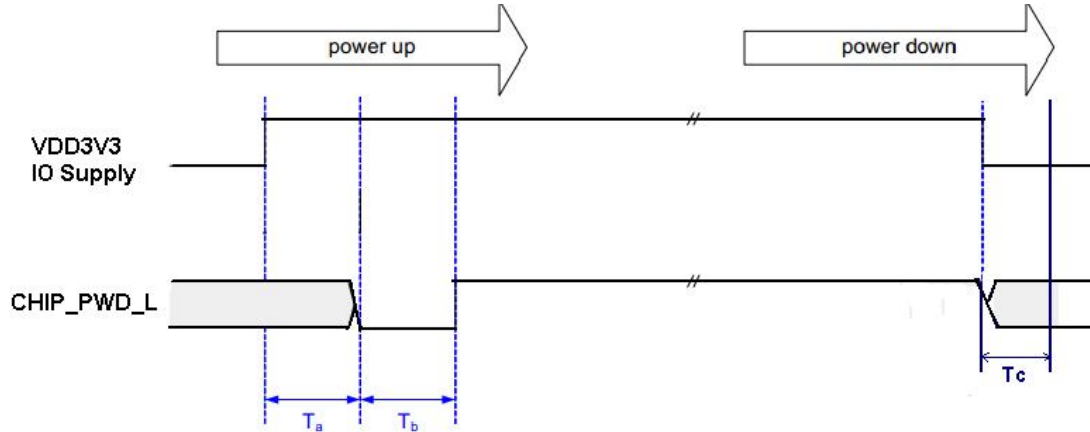 power up
power down
VDD3V3
IO Supply
CHIP_PWD_L
Tc
Ta
Tb